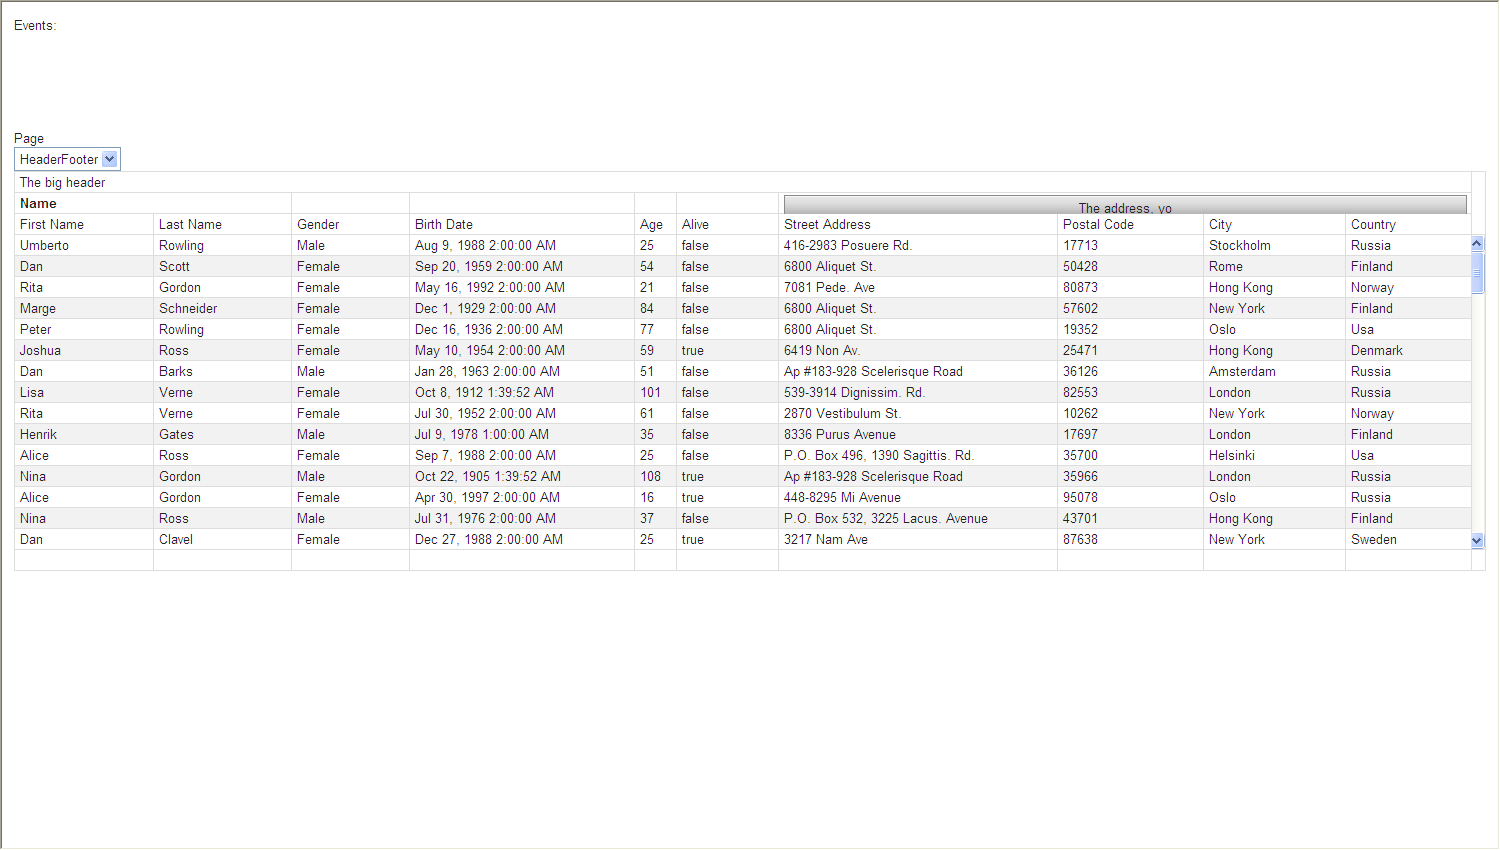 Events:
Page
HeaderFooter
The big header
Name The address, yo
First Name Last Name Gender Birth Date Age Alive Street Address Postal Code City Country
Umberto Rowling Male Aug 9, 1988 2:00:00 AM 25 false 416-2983 Posuere Rd. 17713 Stockholm Russia
Dan Scott Female Sep 20, 1959 2:00:00 AM 54 false 6800 Aliquet St. 50428 Rome Finland
Rita Gordon Female May 16, 1992 2:00:00 AM 21 false 7081 Pede. Ave 80873 Hong Kong Norway
Marge Schneider Female Dec 1, 1929 2:00:00 AM 84 false 6800 Aliquet St. 57602 New York Finland
Peter Rowling Female Dec 16, 1936 2:00:00 AM 77 false 6800 Aliquet St. 19352 Oslo Usa
Joshua Ross Female May 10, 1954 2:00:00 AM 59 true 6419 Non Av. 25471 Hong Kong Denmark
Dan Barks Male Jan 28, 1963 2:00:00 AM 51 false Ap #183-928 Scelerisque Road 36126 Amsterdam Russia
Lisa Verne Female Oct 8, 1912 1:39:52 AM 101 false 539-3914 Dignissim. Rd. 82553 London Russia
Rita Verne Female Jul 30, 1952 2:00:00 AM 61 false 2870 Vestibulum St. 10262 New York Norway
Henrik Gates Male Jul 9, 1978 1:00:00 AM 35 false 8336 Purus Avenue 17697 London Finland
Alice Ross Female Sep 7, 1988 2:00:00 AM 25 false P.O. Box 496, 1390 Sagittis. Rd. 35700 Helsinki Usa
Nina Gordon Male Oct 22, 1905 1:39:52 AM 108 true Ap #183-928 Scelerisque Road 35966 London Russia
Alice Gordon Female Apr 30, 1997 2:00:00 AM 16 true 448-8295 Mi Avenue 95078 Oslo Russia
Nina Ross Male Jul 31, 1976 2:00:00 AM 37 false P.O. Box 532, 3225 Lacus. Avenue 43701 Hong Kong Finland
Dan Clavel Female Dec 27, 1988 2:00:00 AM 25 true 3217 Nam Ave 87638 New York Sweden